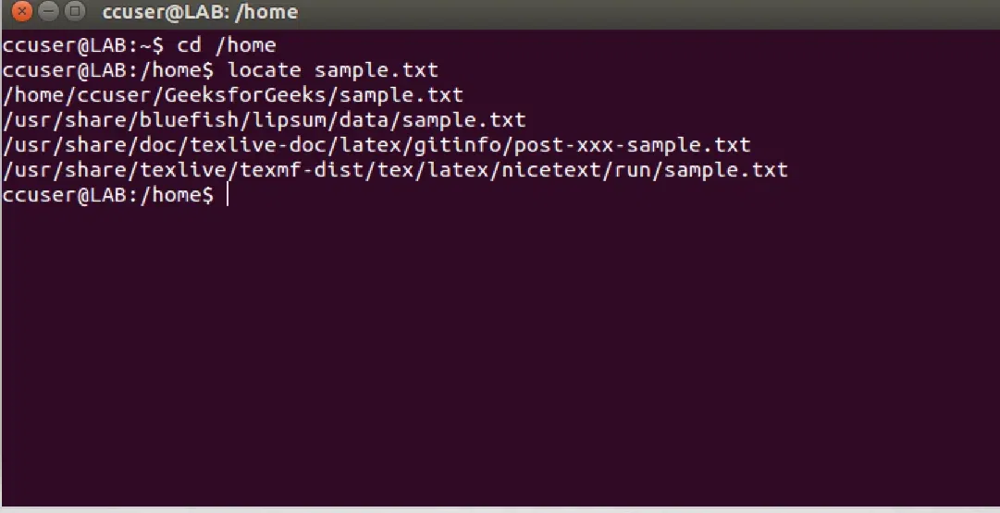 ccuser@LAB: /home
ccuser@LAB:~$ cd /home
ccuser@LAB:/home$ locate sample.txt
/home/ccuser/GeeksforGeeks/sample.txt
/usr/share/bluefish/lipsum/data/sample.txt
/usr/share/doc/texlive-doc/latex/gitinfo/post-xxx-sample.txt
/usr/share/texlive/texmf-dist/tex/latex/nicetext/run/sample.txt
ccuser@LAB:/home$